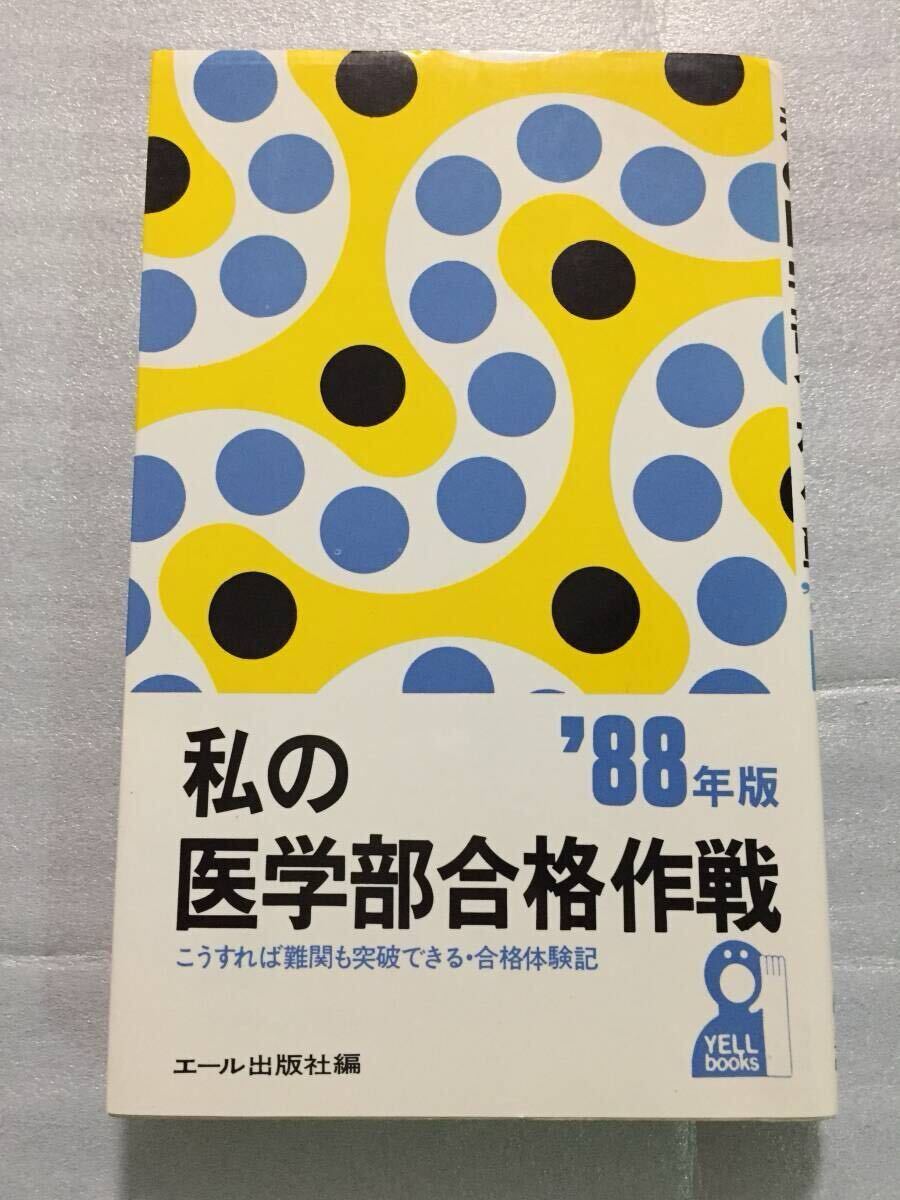 '88年版
私の
医学部合格作戦
こうすれば難関も突破できる・合格体験記
エール出版社編
YELL
books